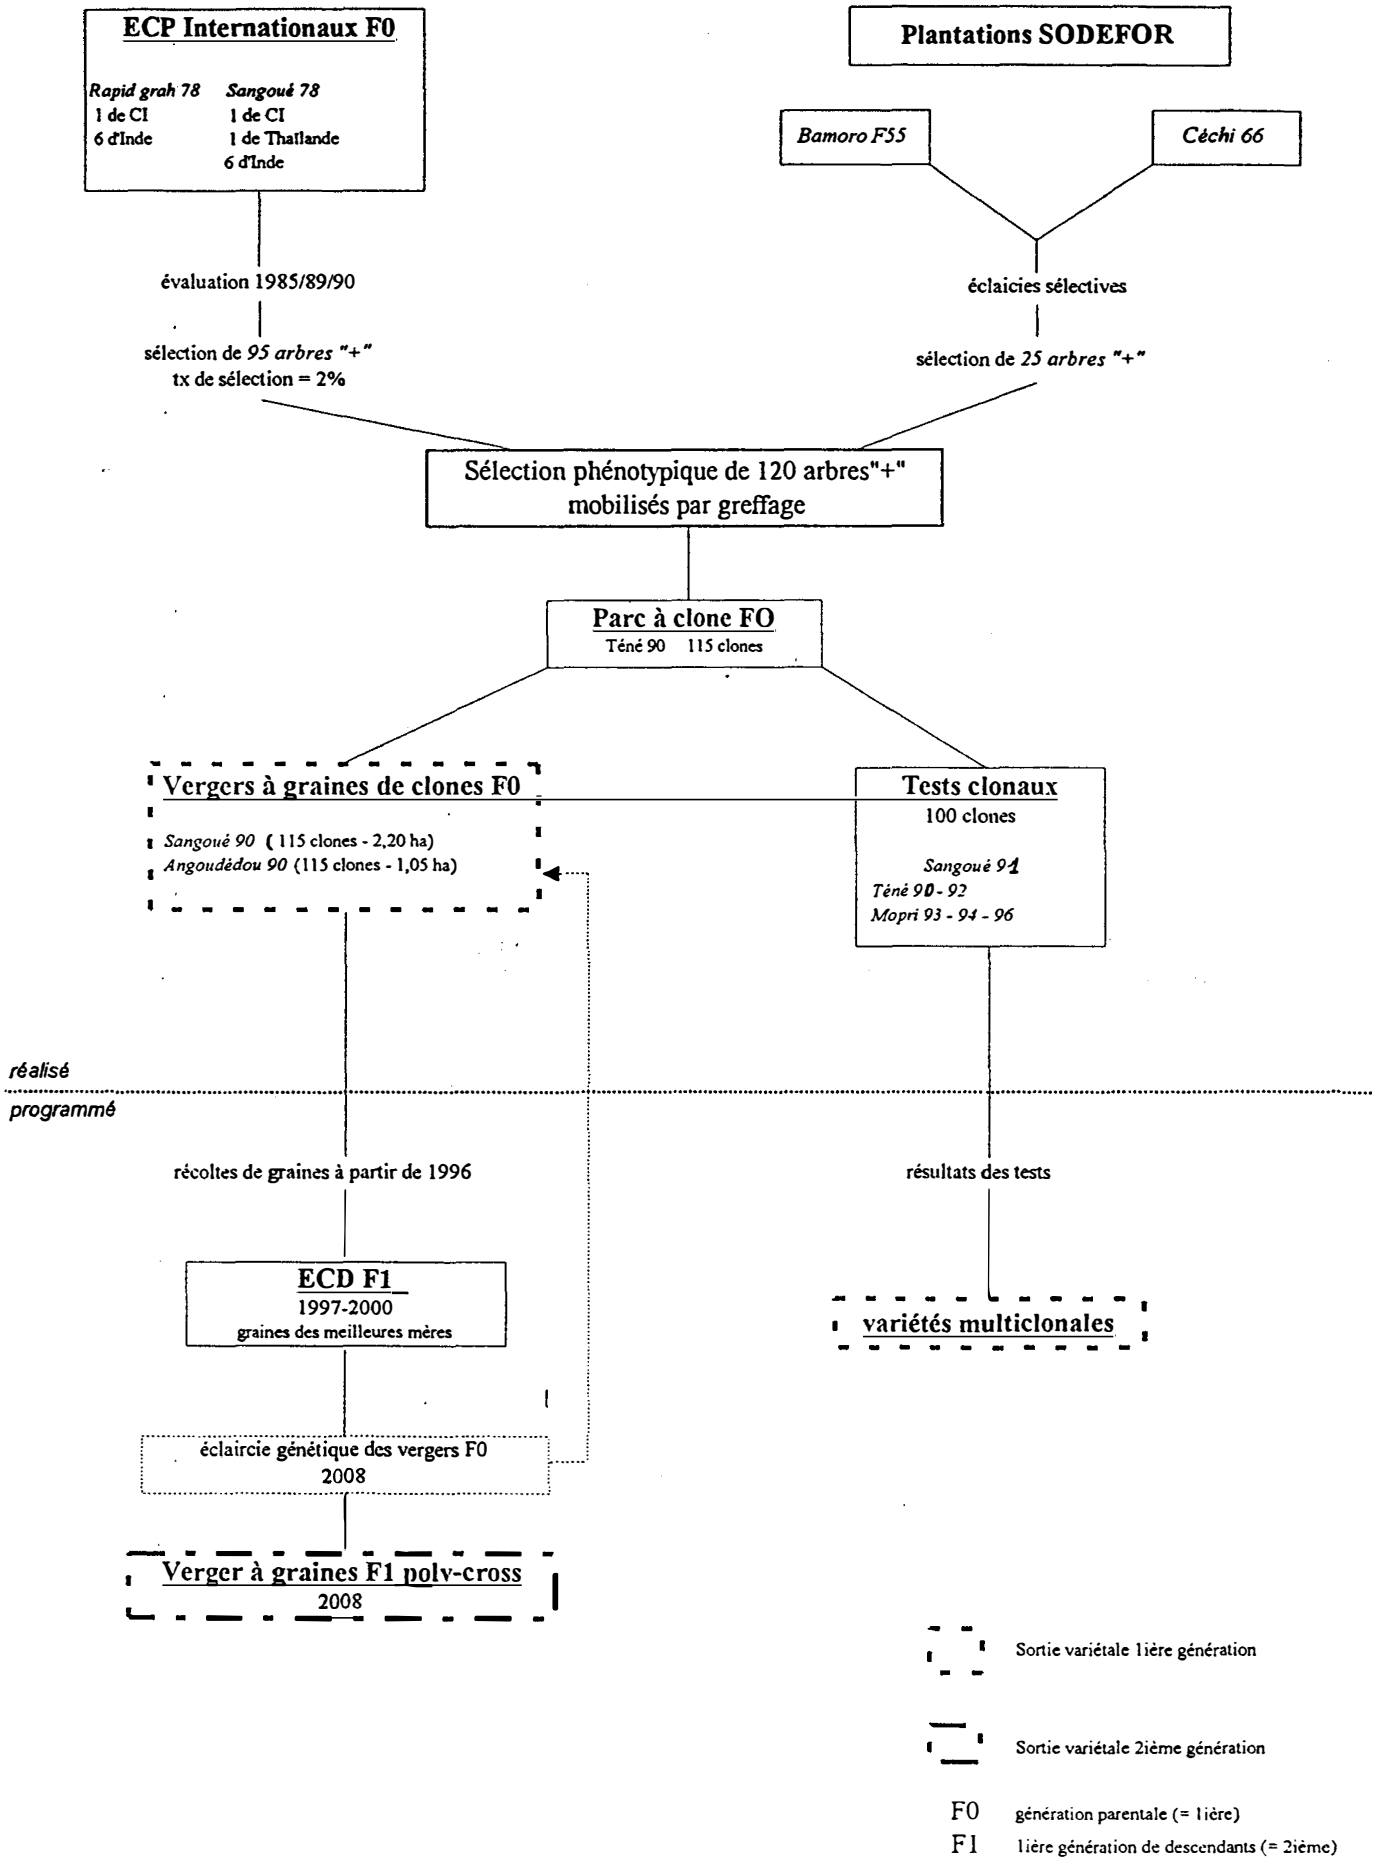 ECP Internationaux F0
Rapid grah 78 Sangoué 78
1 de CI 1 de CI
6 d'Inde 1 de Thaïlande
6 d'Inde
Plantations SODEFOR
Bamoro F55 Céchi 66
évaluation 1985/89/90
éclaicies sélectives
sélection de 95 arbres "+"
tx de sélection = 2%
sélection de 25 arbres "+"
Sélection phénotypique de 120 arbres"+"
mobilisés par greffage
Parc à clone FO
Téné 90 115 clones
Vergers à graines de clones F0
Sangoué 90 ( 115 clones - 2,20 ha)
Angoudédou 90 (115 clones - 1,05 ha)
Tests clonaux
100 clones
Sangoué 91
Téné 90 - 92
Mopri 93 - 94 - 96
réalisé
programmé
récoltes de graines à partir de 1996
résultats des tests
ECD F1
1997-2000
graines des meilleures mères
variétés multiclonales
éclaircie génétique des vergers F0
2008
Verger à graines F1 poly-cross
2008
Sortie variétale 1ière génération
Sortie variétale 2ième génération
F0 génération parentale (= 1ière)
F1 1ière génération de descendants (= 2ième)